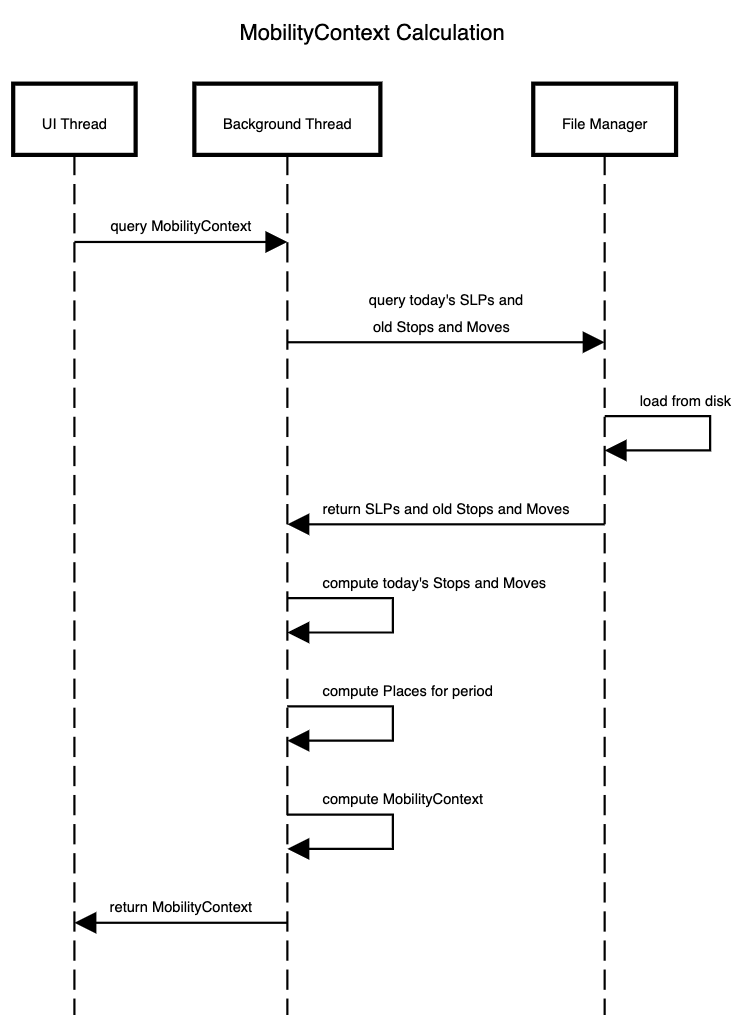 MobilityContext Calculation
UI Thread
Background Thread
File Manager
query MobilityContext
query today's SLPs and
old Stops and Moves
load from disk
return SLPs and old Stops and Moves
compute today's Stops and Moves
compute Places for period
compute MobilityContext
return MobilityContext